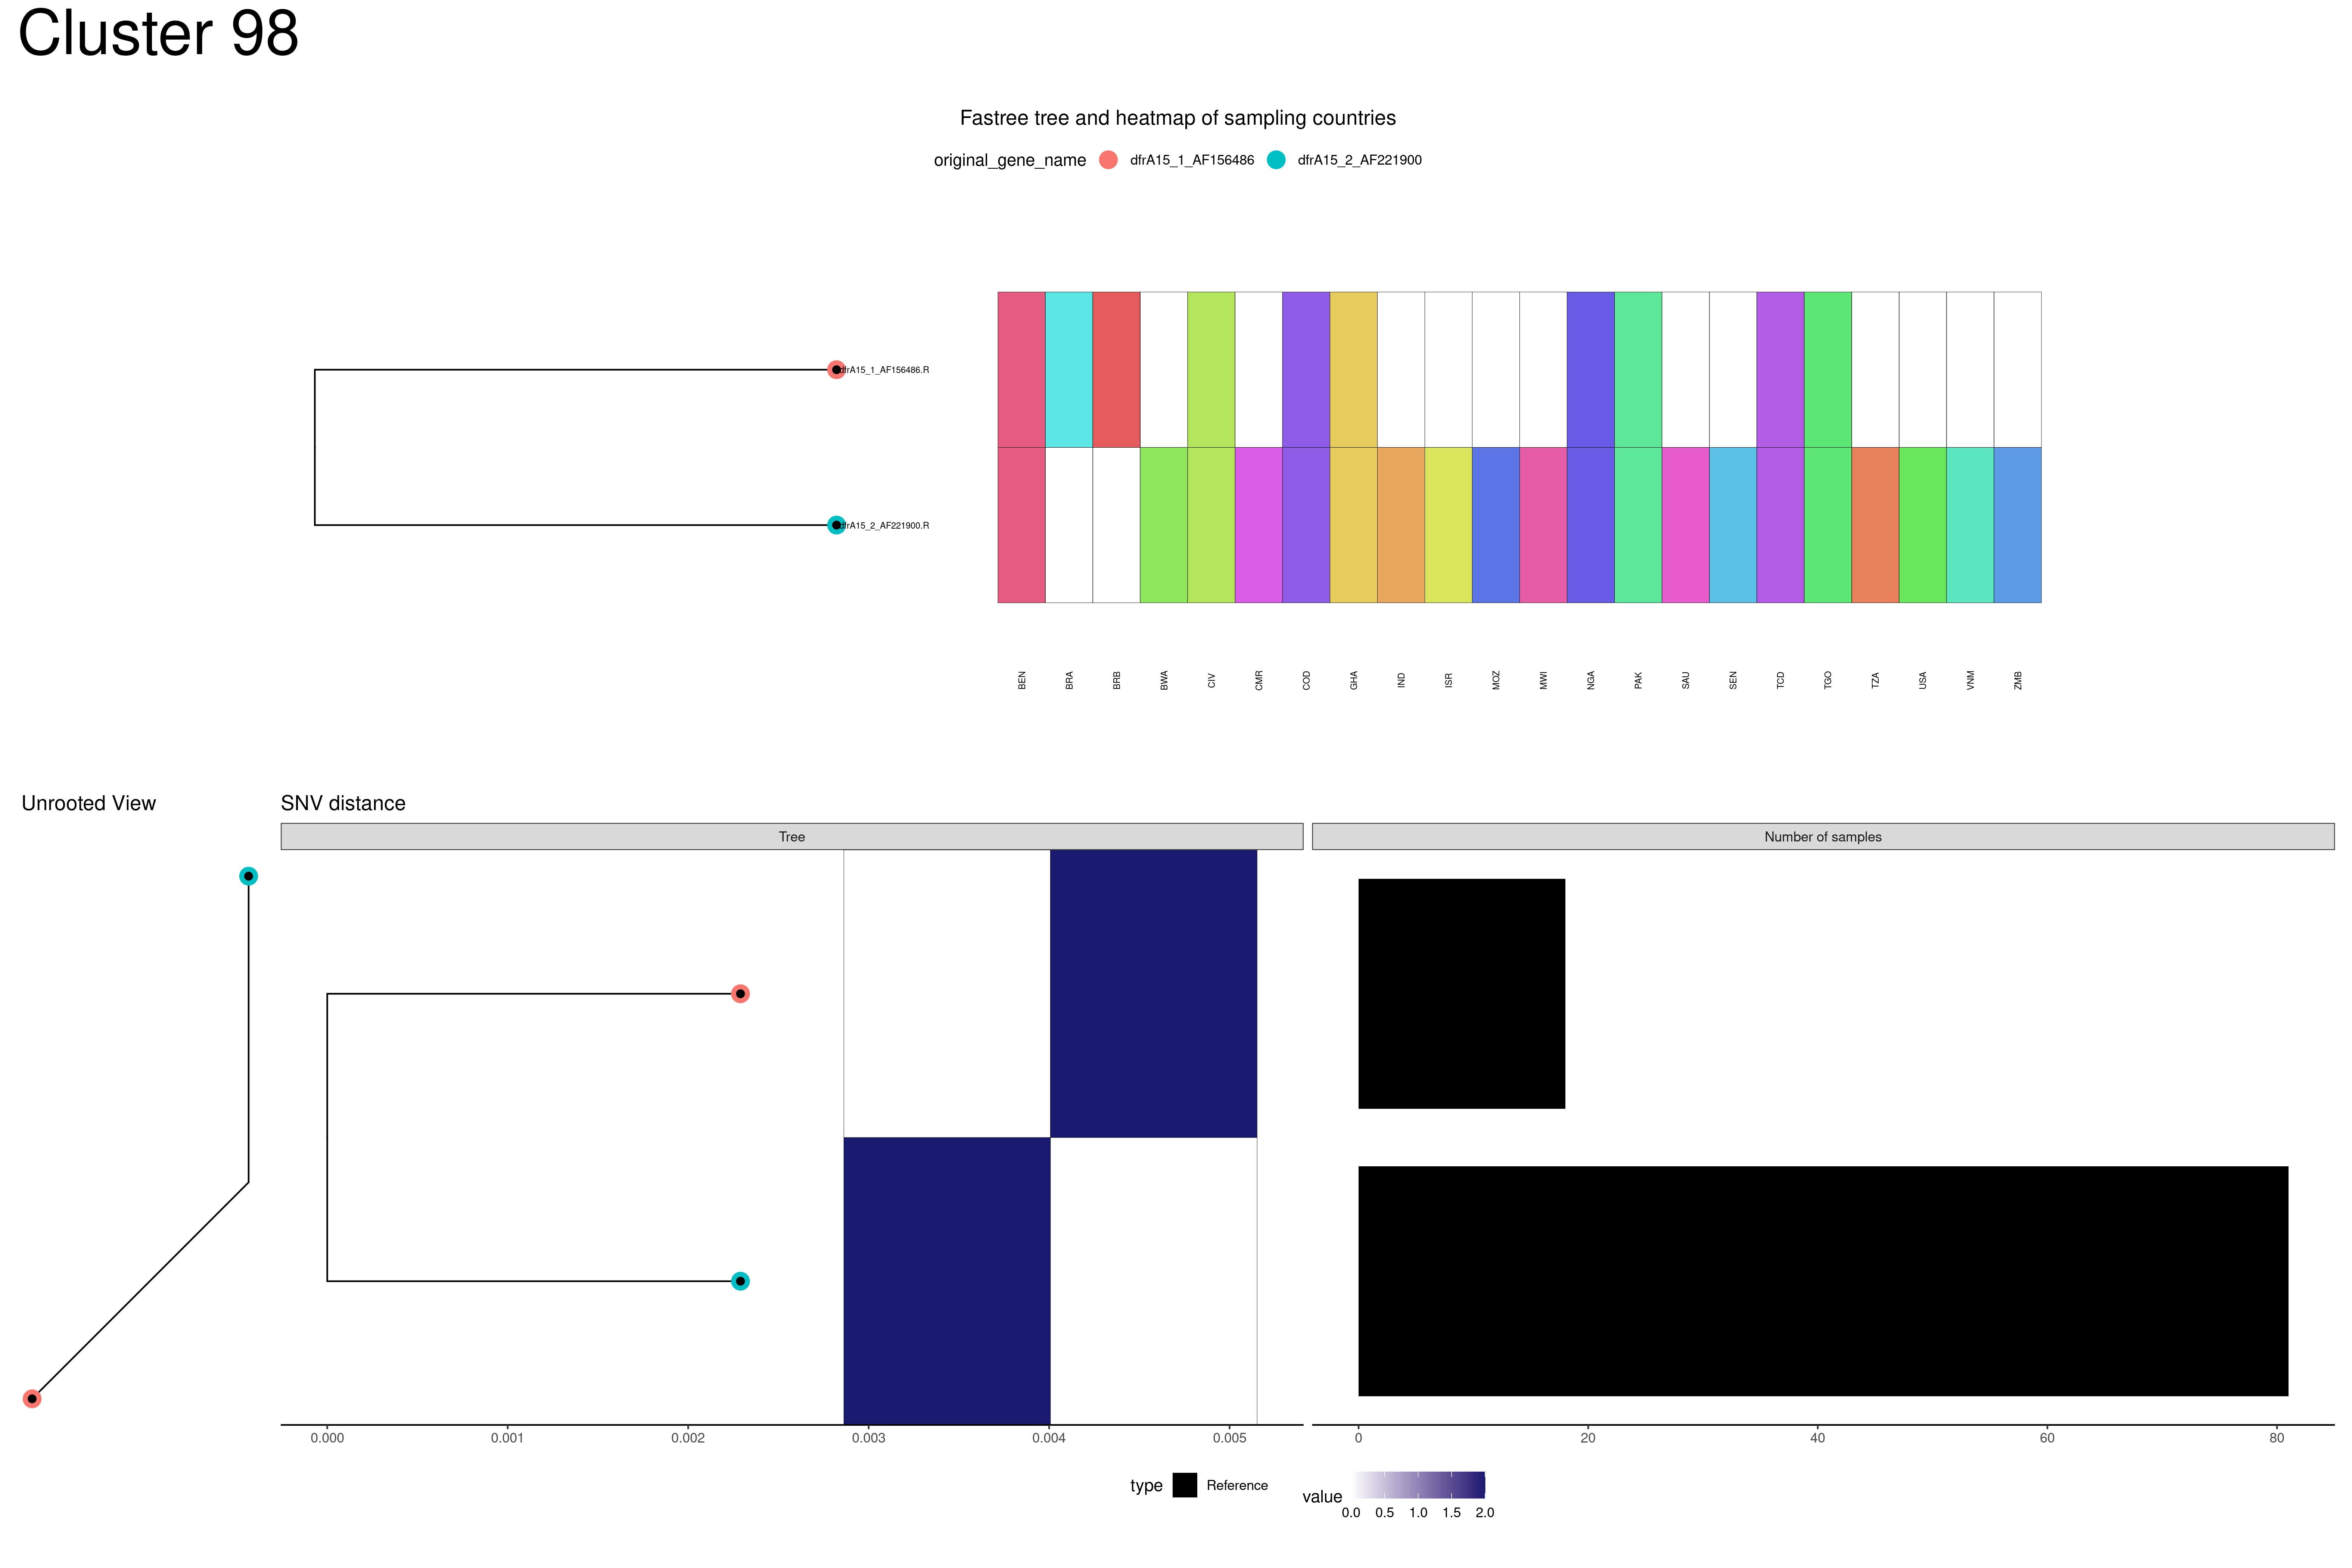 Cluster 98
Fastree tree and heatmap of sampling countries
original_gene_name dfrA15_1_AF156486 dfrA15_2_AF221900
dfrA15_1_AF156486.R
dfrA15_2_AF221900.R
BEN BRA BRB BWA CIV CMR COD GHA IND ISR MOZ MWI NGA PAK SAU SEN TCD TGO TZA USA VNM ZMB
Unrooted View SNV distance
Tree Number of samples
0.000 0.001 0.002 0.003 0.004 0.005 0 20 40 60 80
type Reference value
0.0 0.5 1.0 1.5 2.0